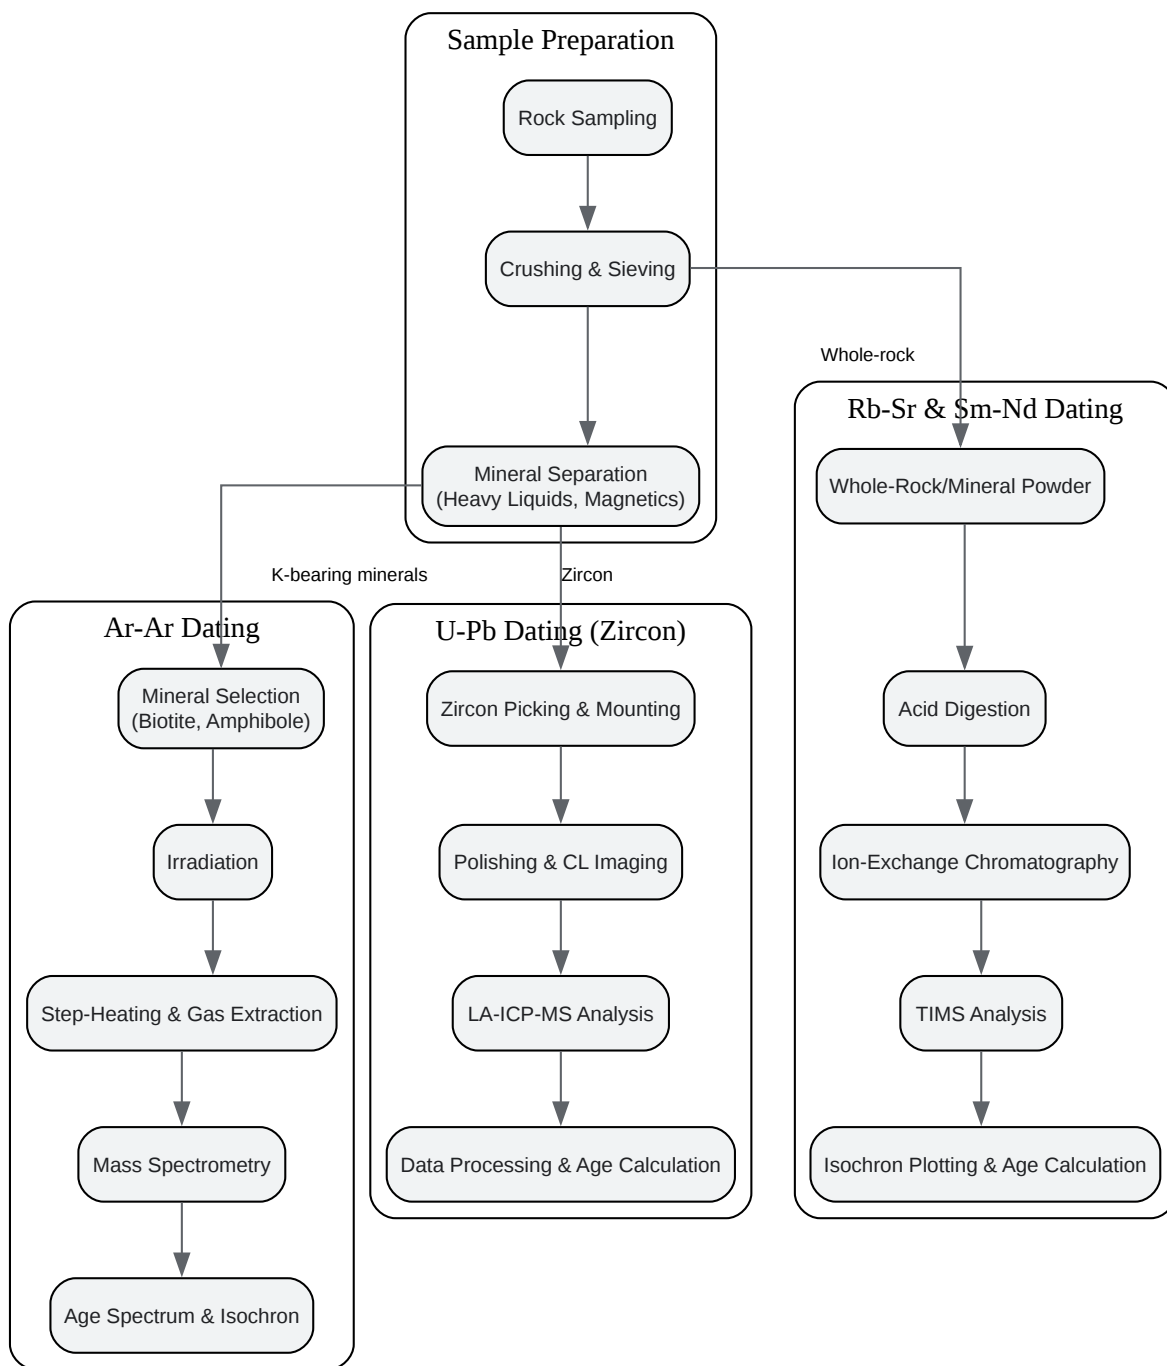 Sample Preparation
Rock Sampling
Crushing & Sieving
Whole-rock
Mineral Separation
(Heavy Liquids, Magnetics)
K-bearing minerals
Zircon
Ar-Ar Dating
Mineral Selection
(Biotite, Amphibole)
Irradiation
Step-Heating & Gas Extraction
Mass Spectrometry
Age Spectrum & Isochron
U-Pb Dating (Zircon)
Zircon Picking & Mounting
Polishing & CL Imaging
LA-ICP-MS Analysis
Data Processing & Age Calculation
Rb-Sr & Sm-Nd Dating
Whole-Rock/Mineral Powder
Acid Digestion
Ion-Exchange Chromatography
TIMS Analysis
Isochron Plotting & Age Calculation